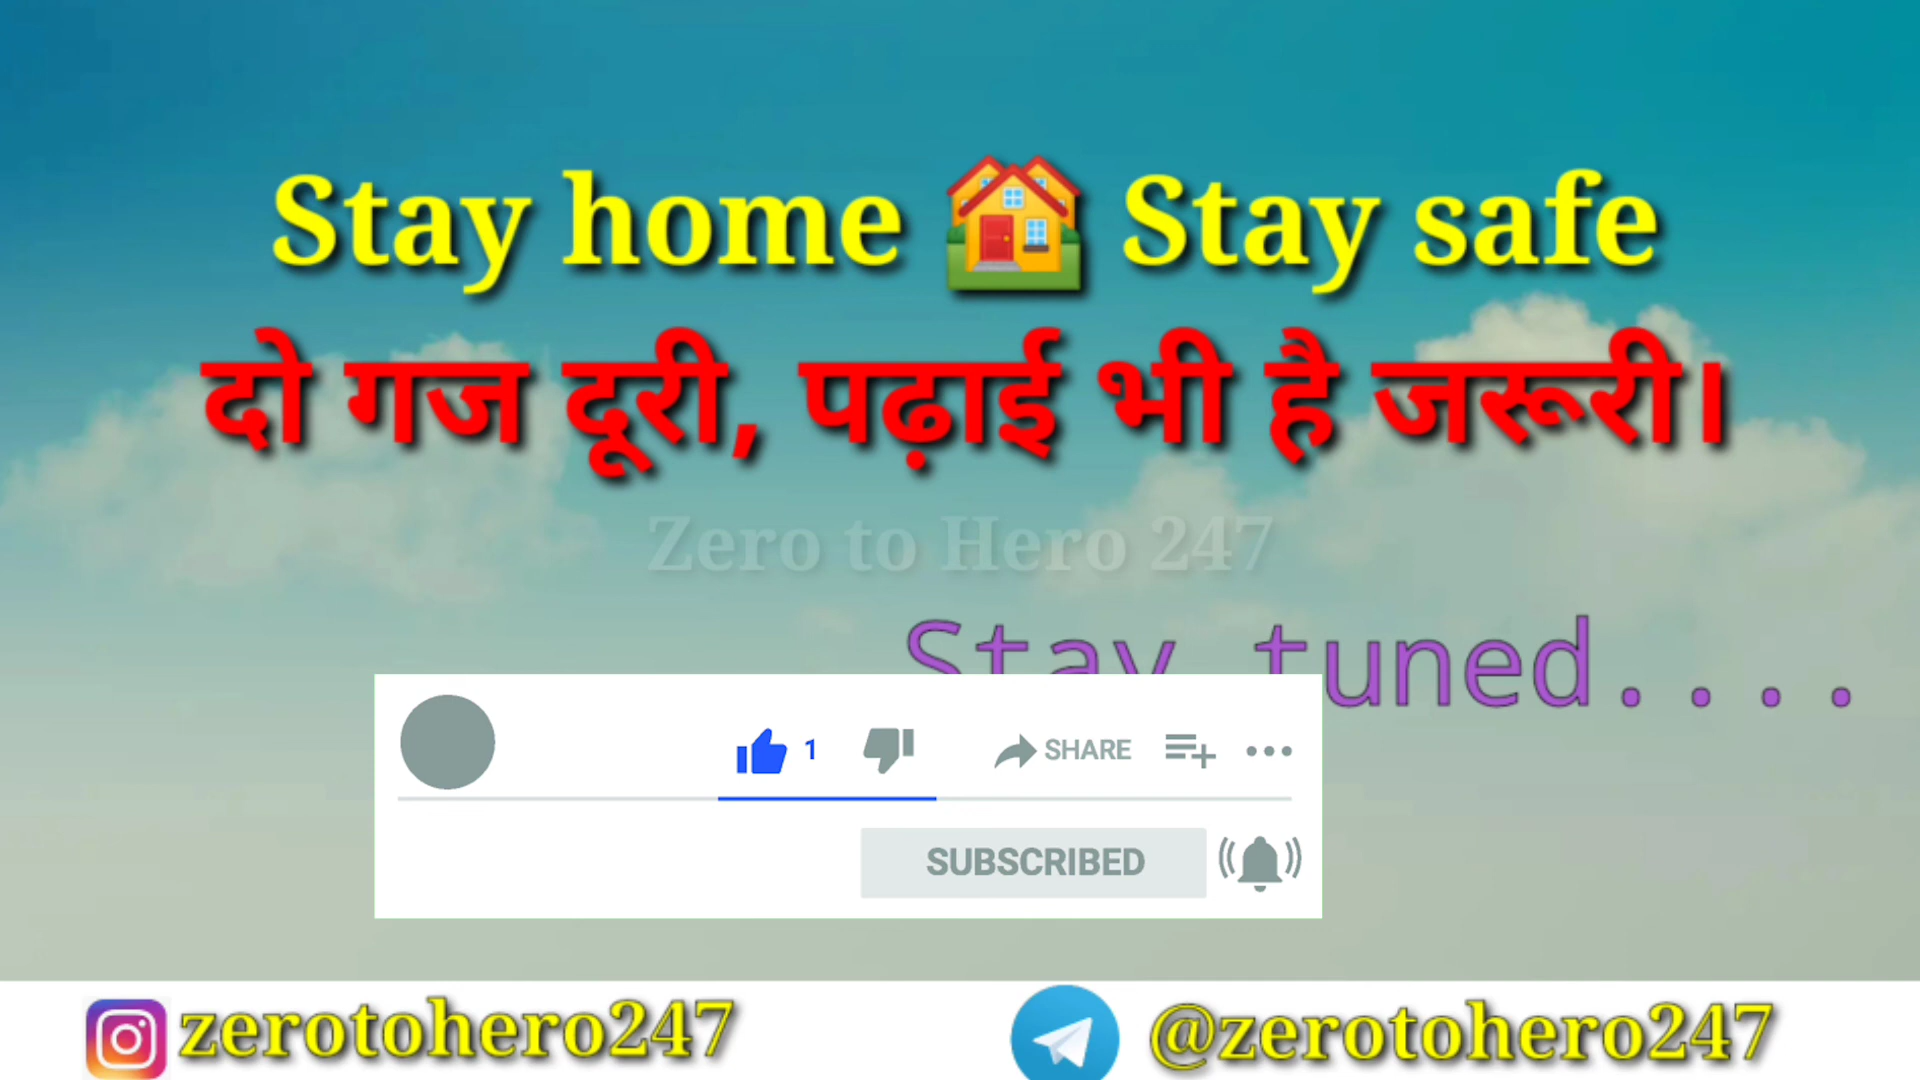 Stay home 🏠 Stay safe
दो गज दूरी, पढ़ाई भी है जरूरी।
Zero to Hero 247
Stay tuned....
1 SHARE
SUBSCRIBED
zerotohero247 @zerotohero247